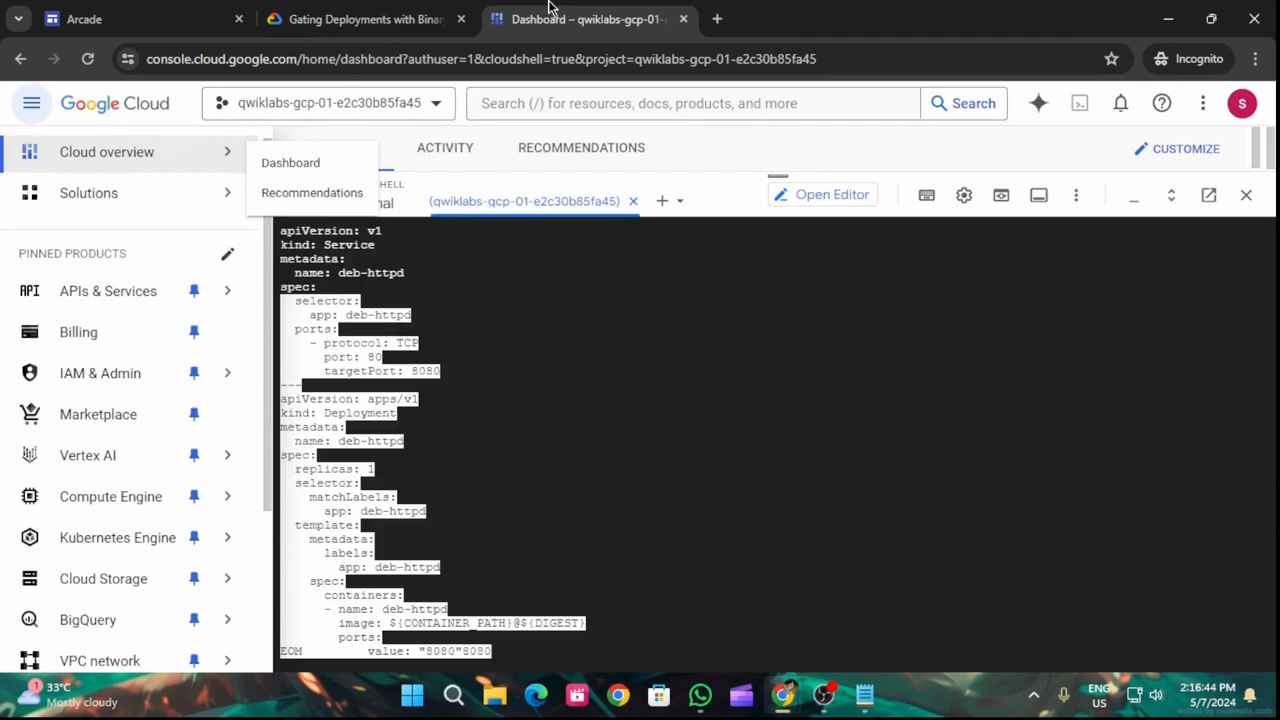 Arcade
Gating Deployments with Binar
Dashboard – qwiklabs-gcp-01-
console.cloud.google.com/home/dashboard?authuser=1&cloudshell=true&project=qwiklabs-gcp-01-e2c30b85fa45
Incognito
Google Cloud
qwiklabs-gcp-01-e2c30b85fa45
Search (/) for resources, docs, products, and more
Search
S
Cloud overview
Solutions
Dashboard
Recommendations
ACTIVITY
RECOMMENDATIONS
CUSTOMIZE
HELL
nal
(qwiklabs-gcp-01-e2c30b85fa45)
Open Editor
PINNED PRODUCTS
API APIs & Services
Billing
IAM & Admin
Marketplace
Vertex AI
Compute Engine
Kubernetes Engine
Cloud Storage
BigQuery
VPC network
apiVersion: v1
kind: Service
metadata:
name: deb-httpd
spec:
selector:
app: deb-httpd
ports:
- protocol: TCP
port: 80
targetPort: 8080
---
apiVersion: apps/v1
kind: Deployment
metadata:
name: deb-httpd
spec:
replicas: 1
selector:
matchLabels:
app: deb-httpd
template:
metadata:
labels:
app: deb-httpd
spec:
containers:
- name: deb-httpd
image: ${CONTAINER_PATH}@${DIGEST}
ports:
EOM value: "8080"8080
1
33°C
Mostly cloudy
ENG
US
2:16:44 PM
5/7/2024